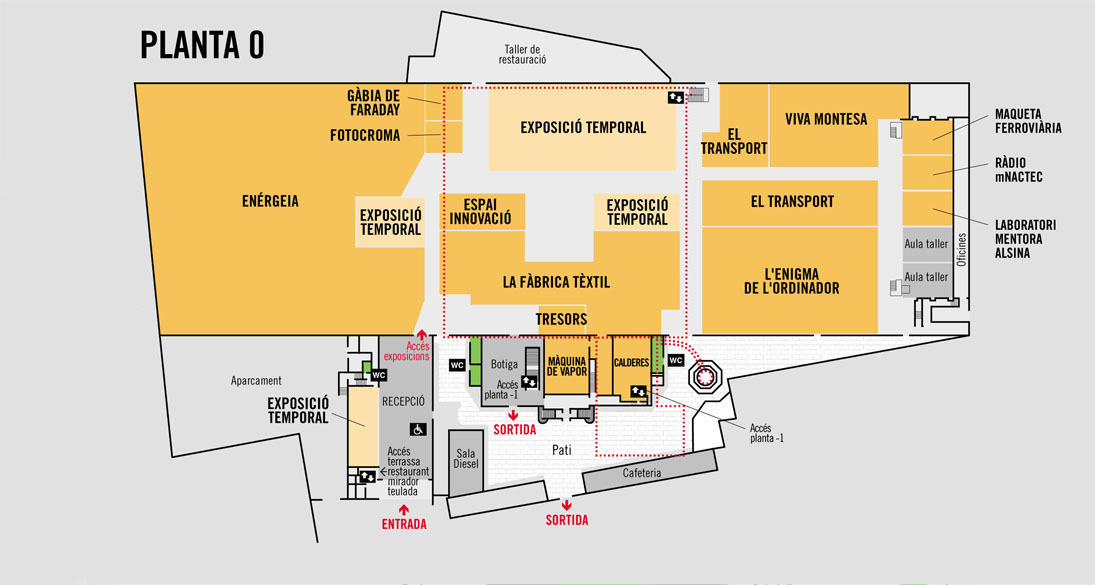 PLANTA 0
Taller de
restauració
GÀBIA DE
FARADAY
FOTOCROMA
EXPOSICIÓ TEMPORAL
EL
TRANSPORT
VIVA MONTESA
MAQUETA
FERROVIÀRIA
RÀDIO
mNACTEC
LABORATORI
MENTORA
ALSINA
ENÉRGEIA
EXPOSICIÓ
TEMPORAL
ESPAI
INNOVACIÓ
EXPOSICIÓ
TEMPORAL
EL TRANSPORT
Aula taller
Aula taller
Oficines
LA FÀBRICA TÈXTIL
L'ENIGMA
DE L'ORDINADOR
TRESORS
Accés
exposicions
WC
Botiga
Accés
planta -1
MÀQUINA
DE VAPOR
CALDERES
WC
WC
Aparcament
RECEPCIÓ
EXPOSICIÓ
TEMPORAL
SORTIDA
Accés
planta -1
Accés
terrassa
restaurant
mirador
teulada
Sala
Diesel
Pati
Cafeteria
ENTRADA
SORTIDA